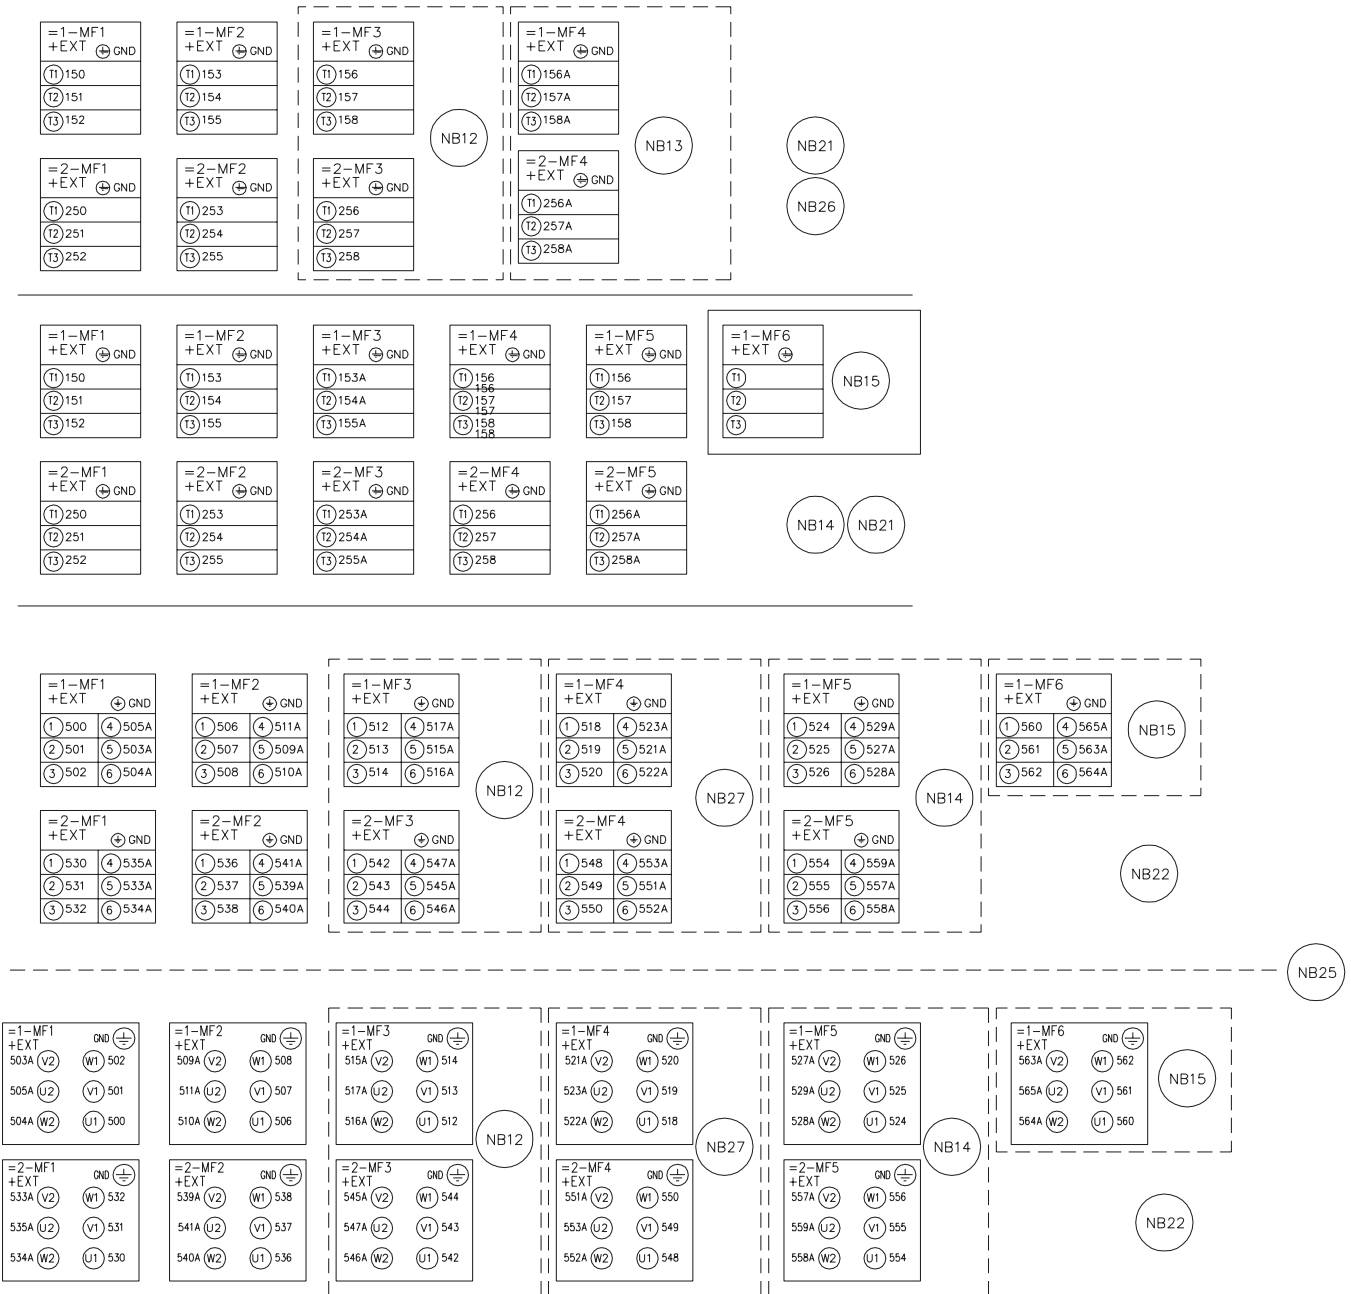 =1-MF1
+EXT GND
T1 150
T2 151
T3 152
=1-MF2
+EXT GND
T1 153
T2 154
T3 155
=1-MF3
+EXT GND
T1 156
T2 157
T3 158
=1-MF4
+EXT GND
T1 156A
T2 157A
T3 158A
NB12
NB13
NB21
NB26
=2-MF1
+EXT GND
T1 250
T2 251
T3 252
=2-MF2
+EXT GND
T1 253
T2 254
T3 255
=2-MF3
+EXT GND
T1 256
T2 257
T3 258
=2-MF4
+EXT GND
T1 256A
T2 257A
T3 258A
=1-MF1
+EXT GND
T1 150
T2 151
T3 152
=1-MF2
+EXT GND
T1 153
T2 154
T3 155
=1-MF3
+EXT GND
T1 153A
T2 154A
T3 155A
=1-MF4
+EXT GND
T1 156
156
T2 157
157
T3 158
158
=1-MF5
+EXT GND
T1 156
T2 157
T3 158
=1-MF6
+EXT
T1
T2
T3
NB15
=2-MF1
+EXT GND
T1 250
T2 251
T3 252
=2-MF2
+EXT GND
T1 253
T2 254
T3 255
=2-MF3
+EXT GND
T1 253A
T2 254A
T3 255A
=2-MF4
+EXT GND
T1 256
T2 257
T3 258
=2-MF5
+EXT GND
T1 256A
T2 257A
T3 258A
NB14 NB21
=1-MF1
+EXT GND
1 500 4 505A
2 501 5 503A
3 502 6 504A
=1-MF2
+EXT GND
1 506 4 511A
2 507 5 509A
3 508 6 510A
=1-MF3
+EXT GND
1 512 4 517A
2 513 5 515A
3 514 6 516A
NB12
=1-MF4
+EXT GND
1 518 4 523A
2 519 5 521A
3 520 6 522A
NB27
=1-MF5
+EXT GND
1 524 4 529A
2 525 5 527A
3 526 6 528A
NB14
=1-MF6
+EXT GND
1 560 4 565A
2 561 5 563A
3 562 6 564A
NB15
=2-MF1
+EXT GND
1 530 4 535A
2 531 5 533A
3 532 6 534A
=2-MF2
+EXT GND
1 536 4 541A
2 537 5 539A
3 538 6 540A
=2-MF3
+EXT GND
1 542 4 547A
2 543 5 545A
3 544 6 546A
=2-MF4
+EXT GND
1 548 4 553A
2 549 5 551A
3 550 6 552A
=2-MF5
+EXT GND
1 554 4 559A
2 555 5 557A
3 556 6 558A
NB22
NB25
=1-MF1 GND
+EXT
503A V2 W1 502
505A U2 V1 501
504A W2 U1 500
=1-MF2 GND
+EXT
509A V2 W1 508
511A U2 V1 507
510A W2 U1 506
=1-MF3 GND
+EXT
515A V2 W1 514
517A U2 V1 513
516A W2 U1 512
NB12
=1-MF4 GND
+EXT
521A V2 W1 520
523A U2 V1 519
522A W2 U1 518
NB27
=1-MF5 GND
+EXT
527A V2 W1 526
529A U2 V1 525
528A W2 U1 524
NB14
=1-MF6 GND
+EXT
563A V2 W1 562
565A U2 V1 561
564A W2 U1 560
NB15
=2-MF1 GND
+EXT
533A V2 W1 532
535A U2 V1 531
534A W2 U1 530
=2-MF2 GND
+EXT
539A V2 W1 538
541A U2 V1 537
540A W2 U1 536
=2-MF3 GND
+EXT
545A V2 W1 544
547A U2 V1 543
546A W2 U1 542
=2-MF4 GND
+EXT
551A V2 W1 550
553A U2 V1 549
552A W2 U1 548
=2-MF5 GND
+EXT
557A V2 W1 556
559A U2 V1 555
558A W2 U1 554
NB22